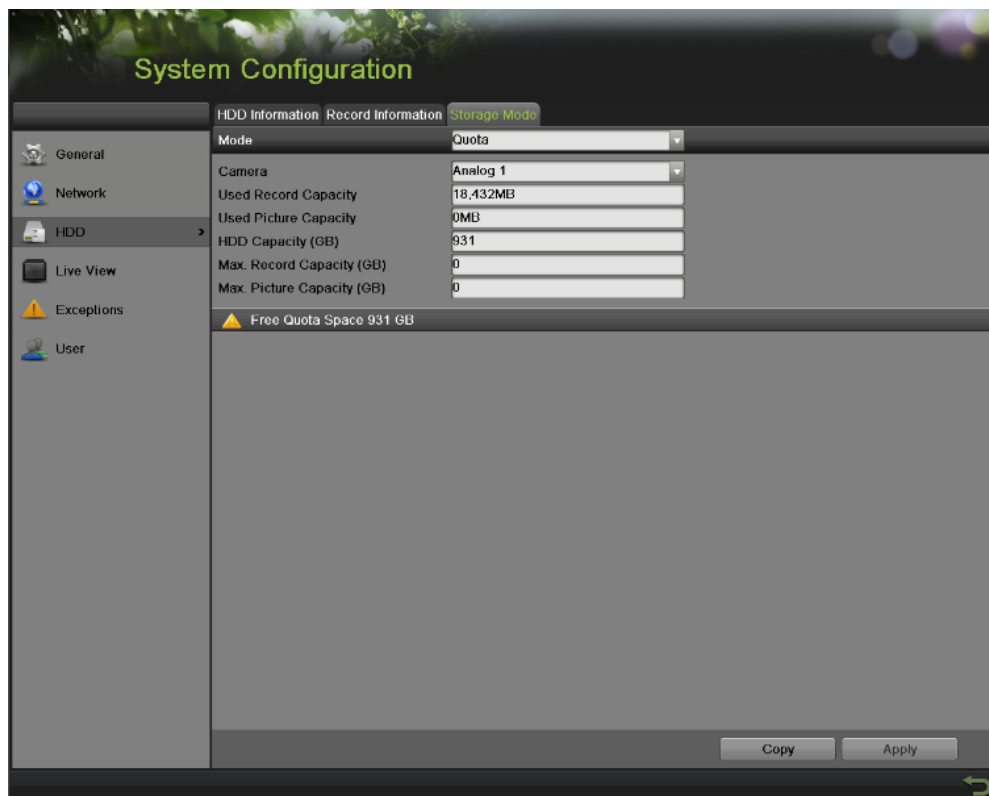 System Configuration
HDD Information Record Information Storage Mode
Mode Quota
General
Network
HDD
Live View
Exceptions
User
Camera Analog 1
Used Record Capacity 18,432MB
Used Picture Capacity 0MB
HDD Capacity (GB) 931
Max. Record Capacity (GB) 0
Max. Picture Capacity (GB) 0
Free Quota Space 931 GB
Copy Apply